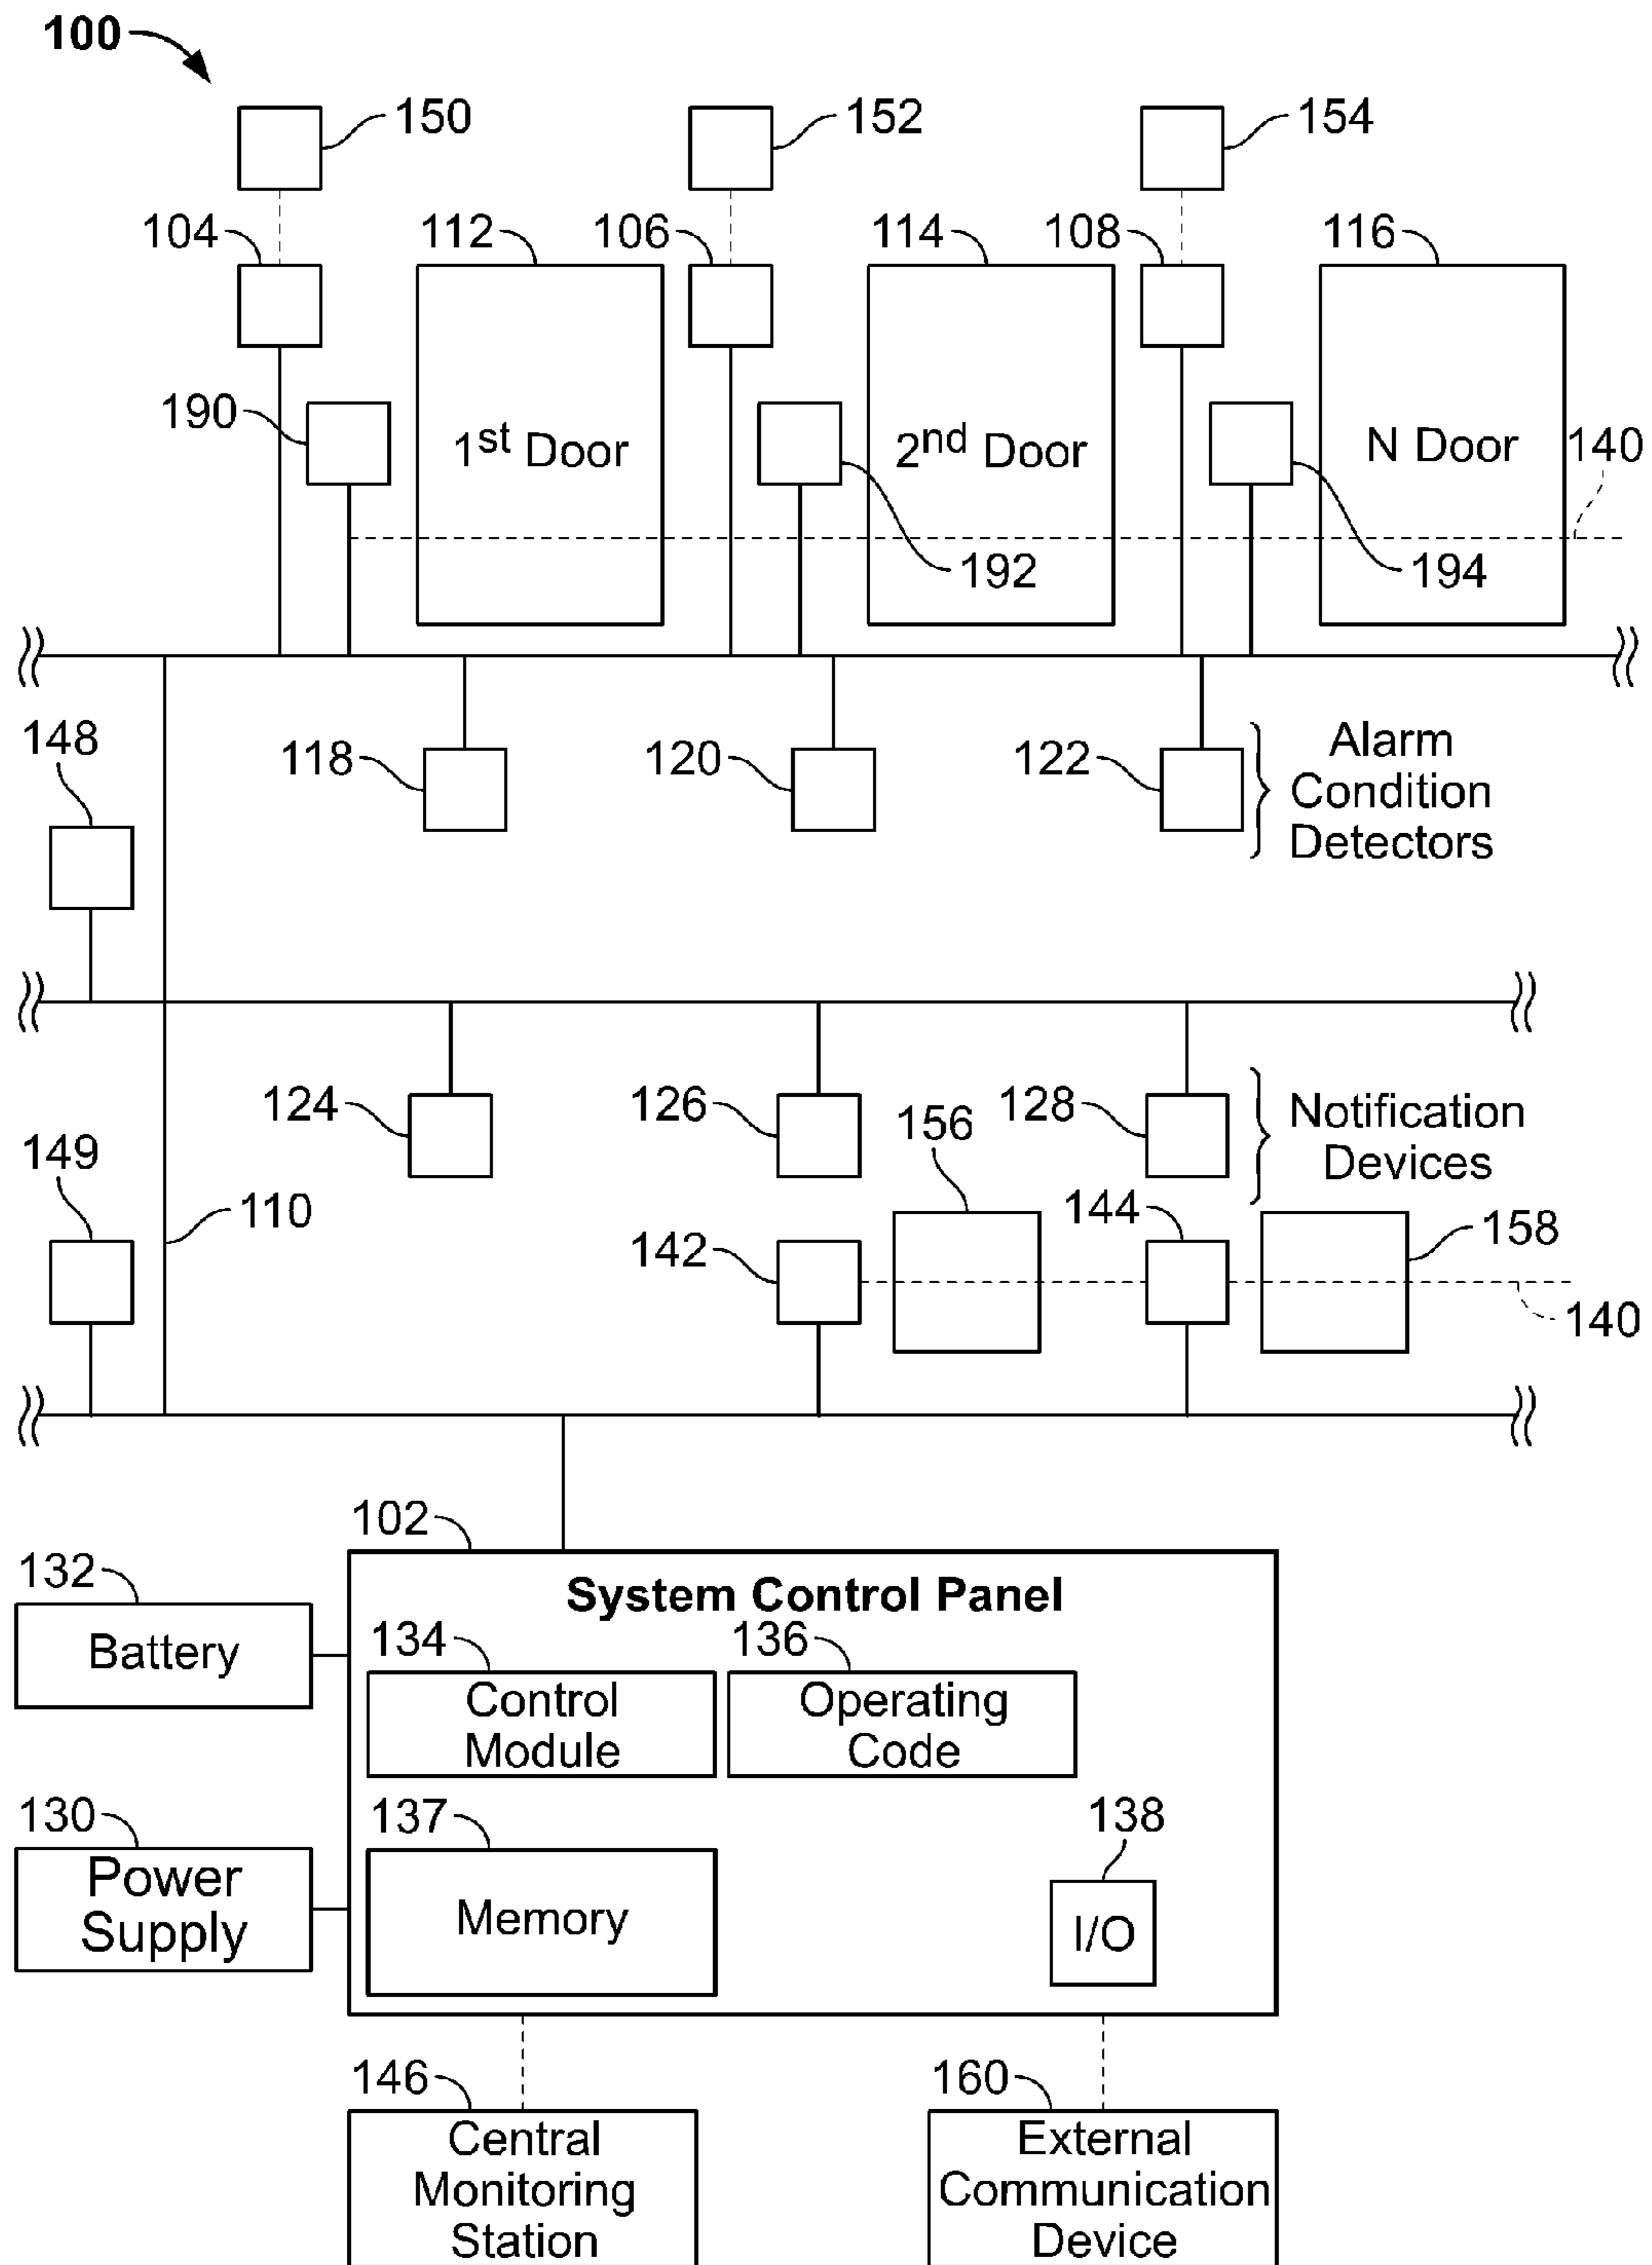 100
150
152
154
104
112
106
114
108
116
190
1st Door
2nd Door
N Door
140
192
194
148
118
120
122
Alarm
Condition
Detectors
124
126
156
128
Notification
Devices
149
110
142
144
158
140
102
132
System Control Panel
Battery
134
136
Control
Module
Operating
Code
130
137
138
Power
Supply
Memory
I/O
146
160
Central
Monitoring
Station
External
Communication
Device